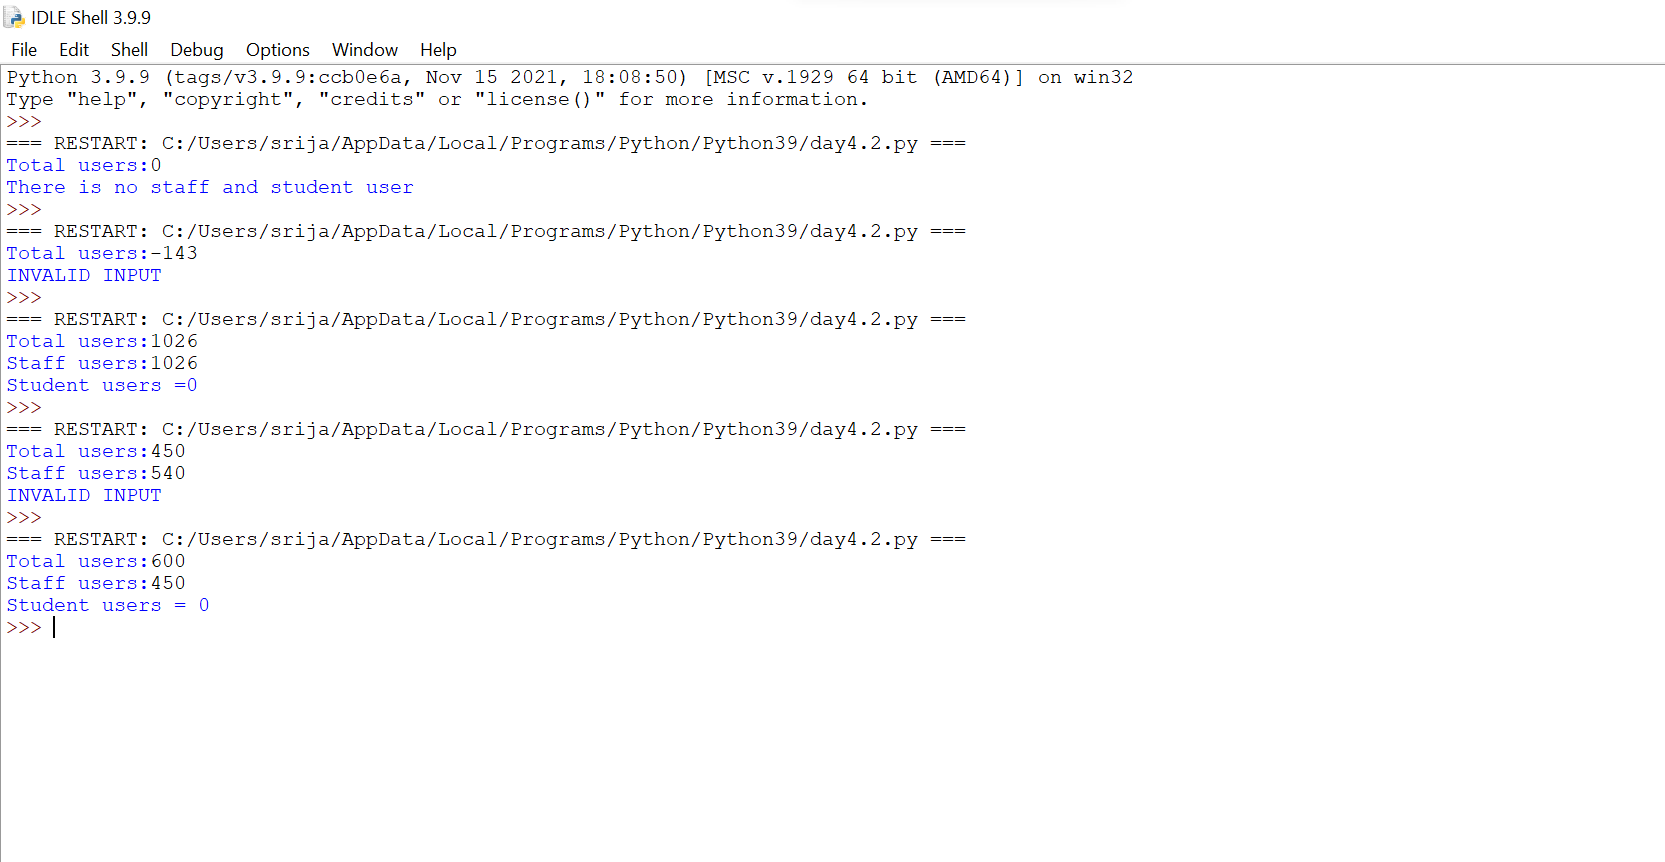 IDLE Shell 3.9.9
File Edit Shell Debug Options Window Help
Python 3.9.9 (tags/v3.9.9:ccb0e6a, Nov 15 2021, 18:08:50) [MSC v.1929 64 bit (AMD64)] on win32
Type "help", "copyright", "credits" or "license()" for more information.
>>>
=== RESTART: C:/Users/srija/AppData/Local/Programs/Python/Python39/day4.2.py ===
Total users:0
There is no staff and student user
>>>
=== RESTART: C:/Users/srija/AppData/Local/Programs/Python/Python39/day4.2.py ===
Total users:-143
INVALID INPUT
>>>
=== RESTART: C:/Users/srija/AppData/Local/Programs/Python/Python39/day4.2.py ===
Total users:1026
Staff users:1026
Student users =0
>>>
=== RESTART: C:/Users/srija/AppData/Local/Programs/Python/Python39/day4.2.py ===
Total users:450
Staff users:540
INVALID INPUT
>>>
=== RESTART: C:/Users/srija/AppData/Local/Programs/Python/Python39/day4.2.py ===
Total users:600
Staff users:450
Student users = 0
>>>